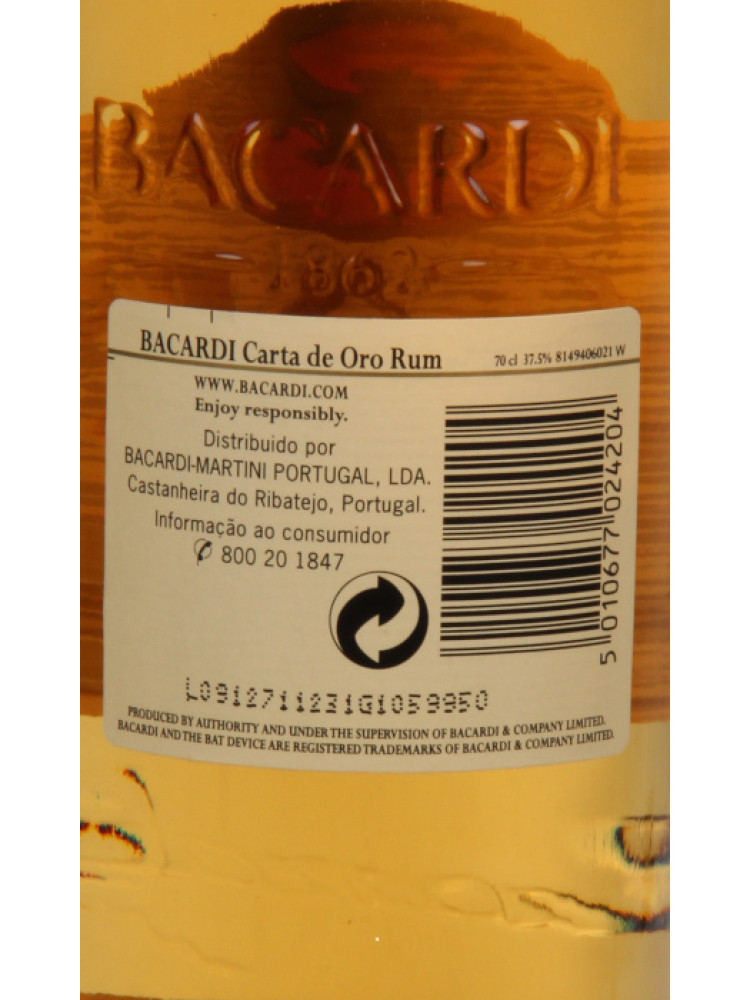 BACARDI
1862
BACARDI Carta de Oro Rum
70 cl 37.5% 8149406021 W
WWW.BACARDI.COM
Enjoy responsibly.
Distribuido por
BACARDI-MARTINI PORTUGAL, LDA.
Castanheira do Ribatejo, Portugal.
Informação ao consumidor
✆ 800 20 1847
5 010677 024204
L0912711231G1059950
PRODUCED BY AUTHORITY AND UNDER THE SUPERVISION OF BACARDI & COMPANY LIMITED.
BACARDI AND THE BAT DEVICE ARE REGISTERED TRADEMARKS OF BACARDI & COMPANY LIMITED.